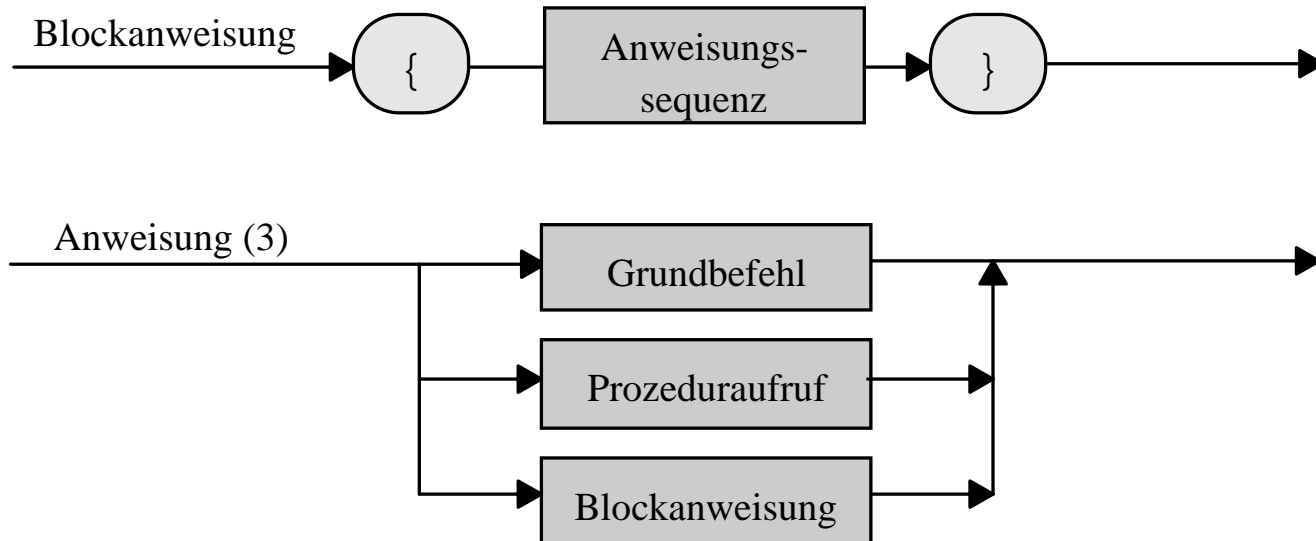 Blockanweisung
{
Anweisungs-
sequenz
}
Anweisung (3)
Grundbefehl
Prozeduraufruf
Blockanweisung